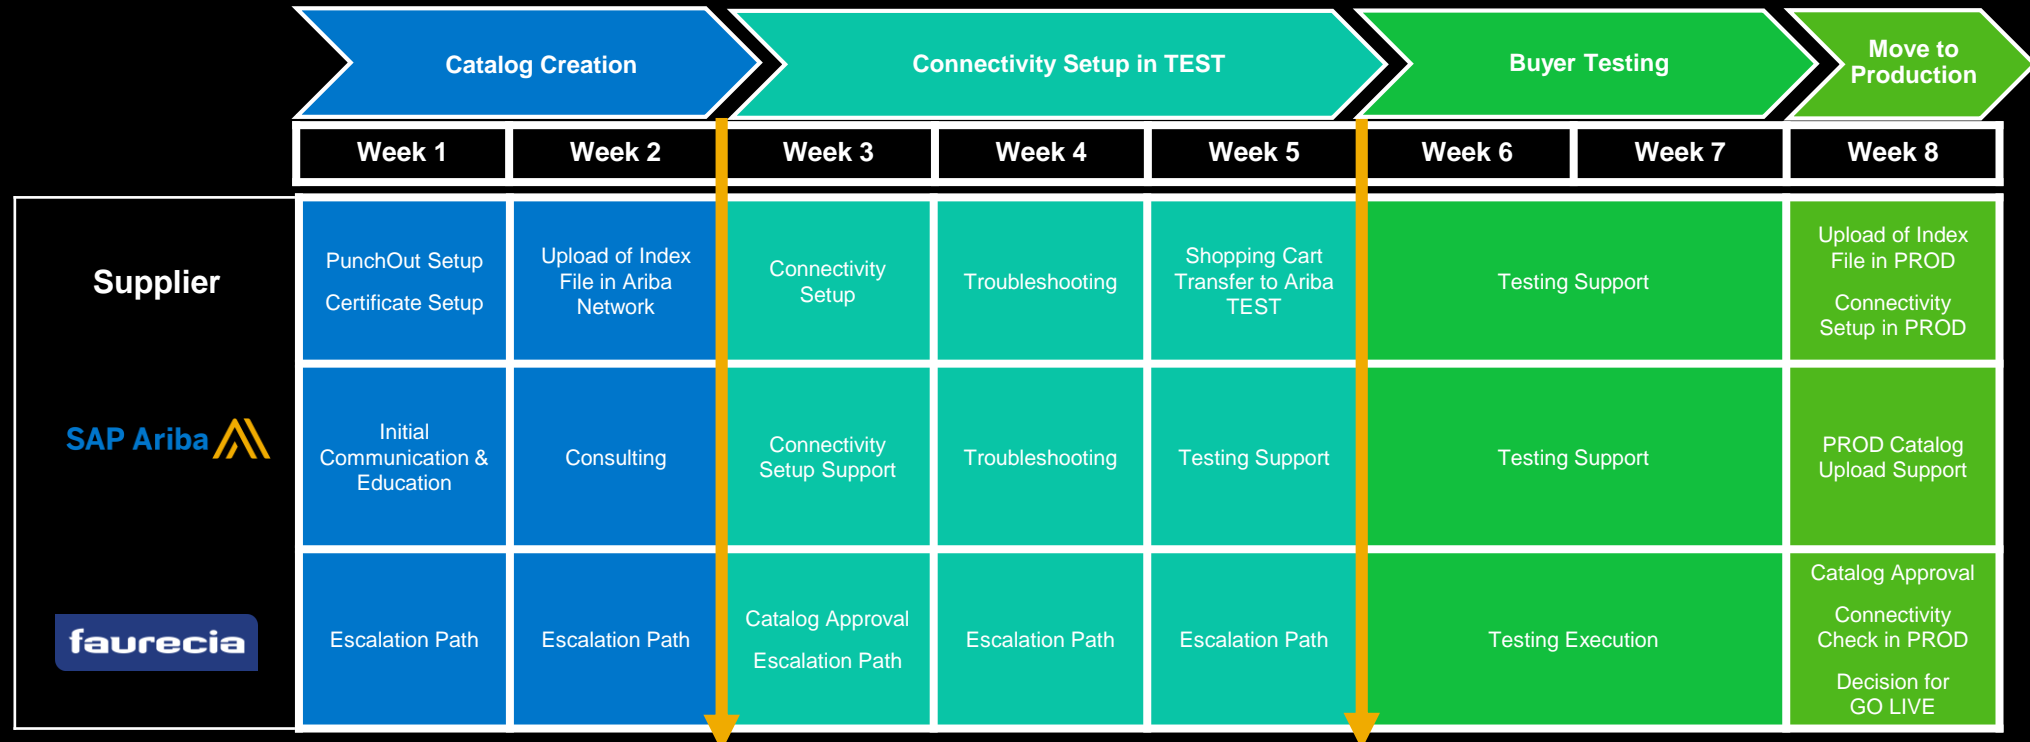 Catalog Creation
Connectivity Setup in TEST
Buyer Testing
Move to
Production
Week 1
Week 2
Week 3
Week 4
Week 5
Week 6
Week 7
Week 8
Supplier
PunchOut Setup
Certificate Setup
Upload of Index
File in Ariba
Network
Connectivity
Setup
Troubleshooting
Shopping Cart
Transfer to Ariba
TEST
Testing Support
Upload of Index
File in PROD
Connectivity
Setup in PROD
SAP Ariba
Initial
Communication &
Education
Consulting
Connectivity
Setup Support
Troubleshooting
Testing Support
Testing Support
PROD Catalog
Upload Support
faurecia
Escalation Path
Escalation Path
Catalog Approval
Escalation Path
Escalation Path
Escalation Path
Testing Execution
Catalog Approval
Connectivity
Check in PROD
Decision for
GO LIVE